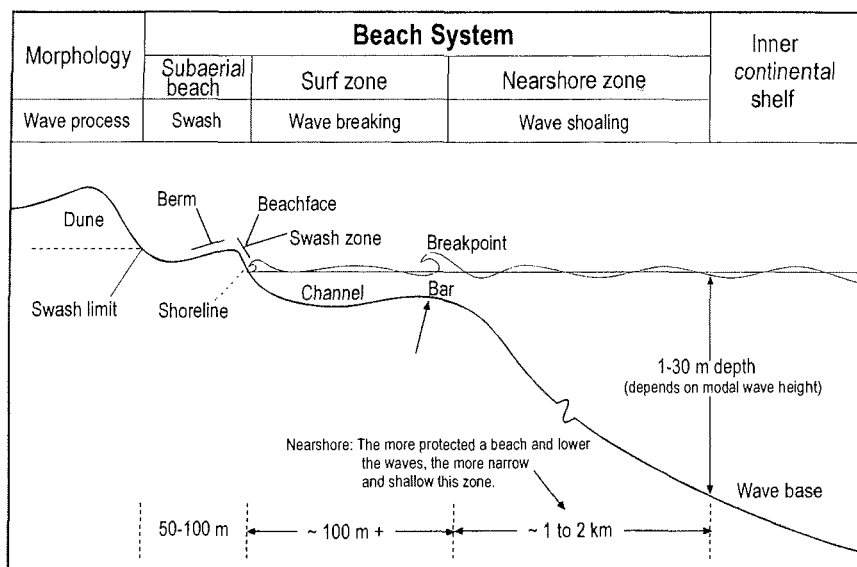 Morphology
Beach System
Inner
continental
shelf
Subaerial
beach
Surf zone
Nearshore zone
Wave process
Swash
Wave breaking
Wave shoaling
Dune
Berm
Beachface
Swash zone
Breakpoint
Swash limit
Shoreline
Channel
Bar
1-30 m depth
(depends on modal wave height)
Nearshore: The more protected a beach and lower
the waves, the more narrow
and shallow this zone.
Wave base
50-100 m
~ 100 m +
~ 1 to 2 km